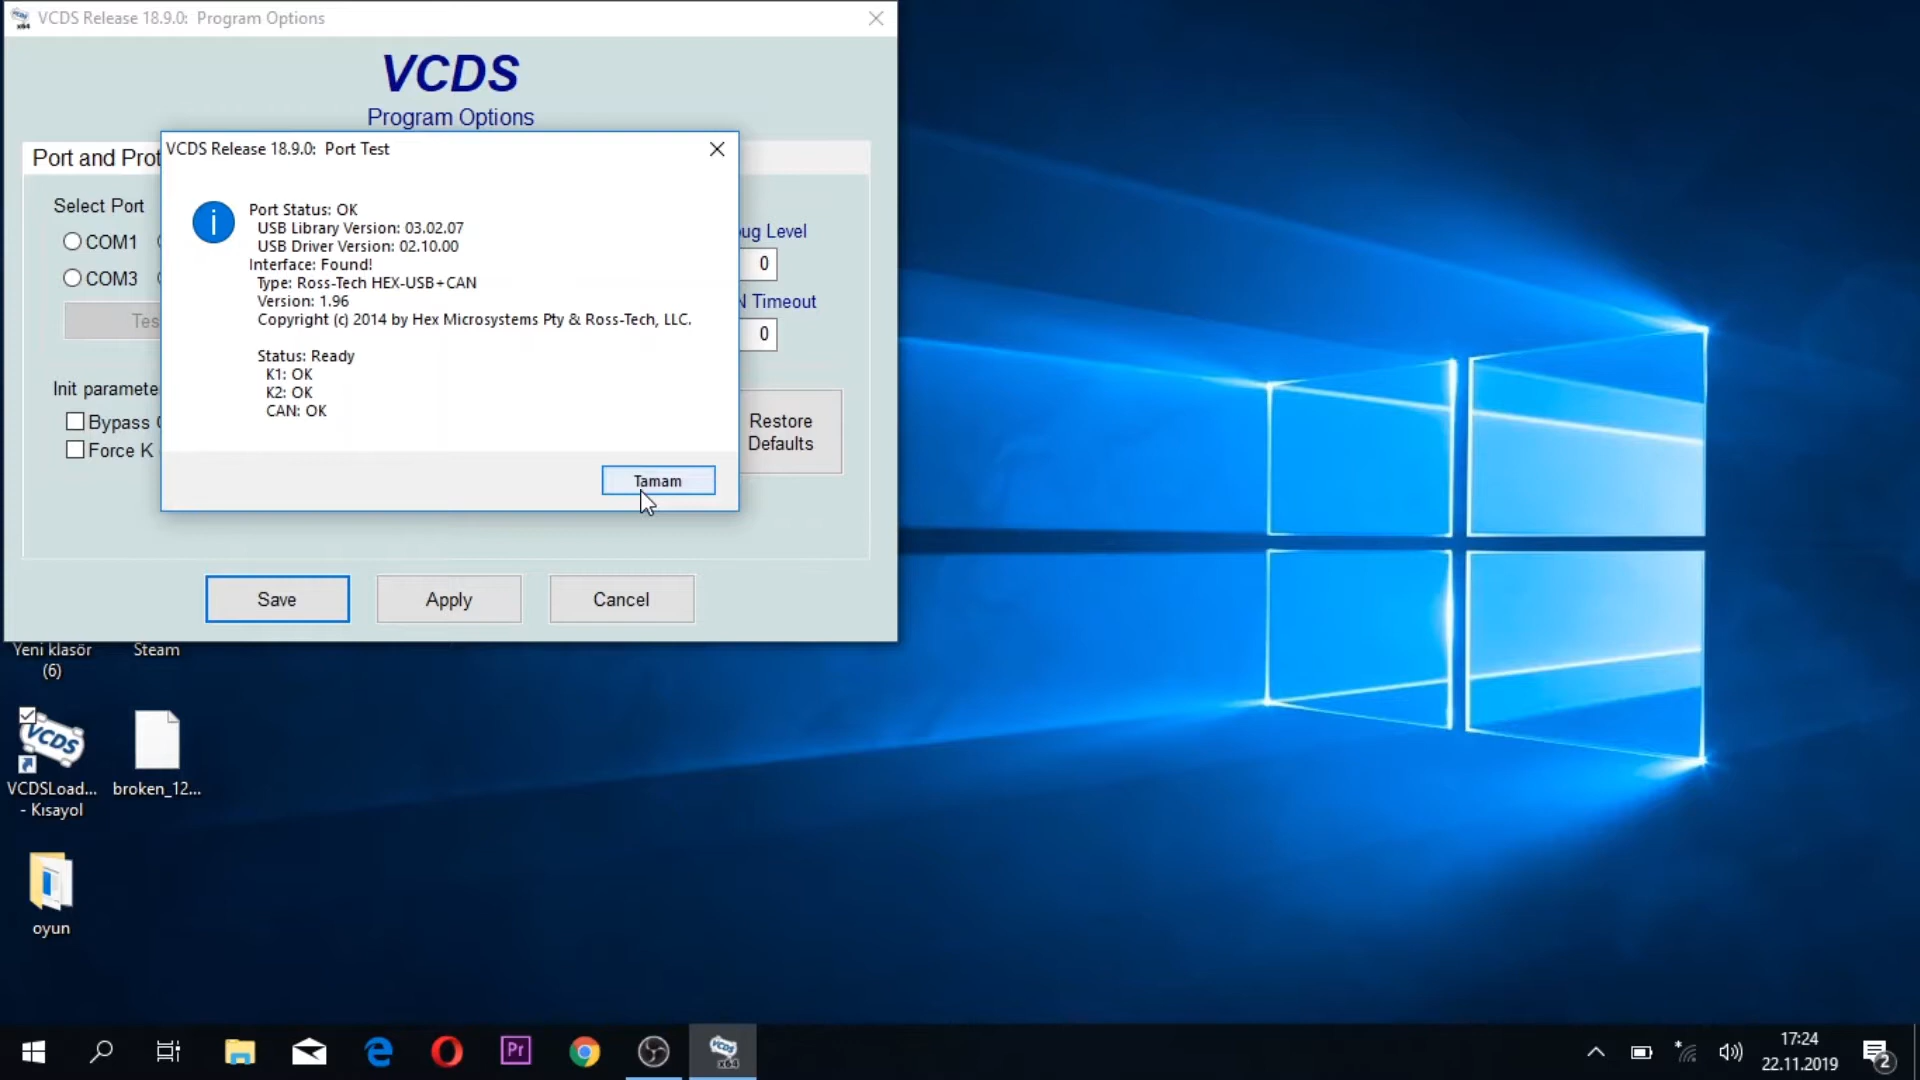 VCDS Release 18.9.0:  Program Options
VCDS
Program Options
Port and Prot
VCDS Release 18.9.0:  Port Test
Select Port
COM1
COM3
Tes
Port Status: OK
USB Library Version: 03.02.07
USB Driver Version: 02.10.00
Interface: Found!
Type: Ross-Tech HEX-USB+CAN
Version: 1.96
Copyright (c) 2014 by Hex Microsystems Pty & Ross-Tech, LLC.
Status: Ready
K1: OK
K2: OK
CAN: OK
Tamam
ug Level
0
N Timeout
0
Init paramete
Bypass
Force K
Restore
Defaults
Save
Apply
Cancel
Yeni klasör
(6)
Steam
VCDS
VCDSLoad...
- Kısayol
broken_12...
oyun
Pr
x64
17:24
22.11.2019
2